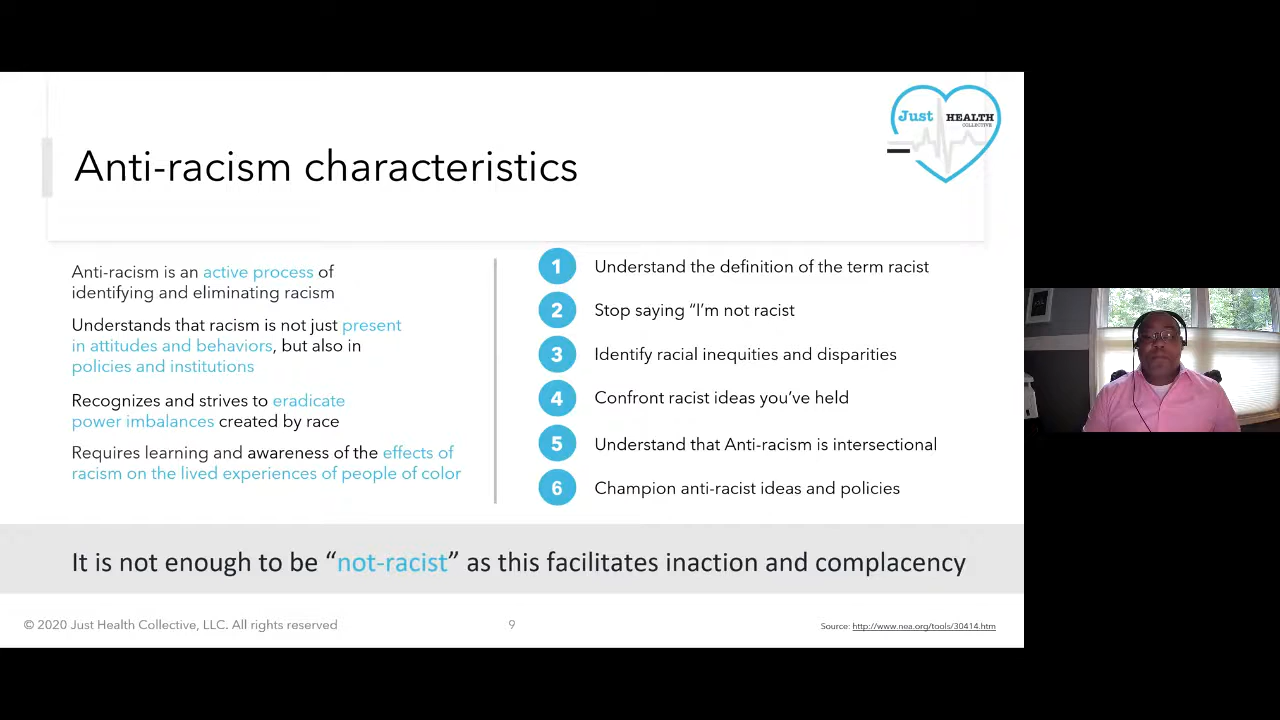 Just HEALTH
COLLECTIVE
Anti-racism characteristics
Anti-racism is an active process of
identifying and eliminating racism
Understands that racism is not just present
in attitudes and behaviors, but also in
policies and institutions
Recognizes and strives to eradicate
power imbalances created by race
Requires learning and awareness of the effects of
racism on the lived experiences of people of color
1 Understand the definition of the term racist
2 Stop saying “I’m not racist
3 Identify racial inequities and disparities
4 Confront racist ideas you’ve held
5 Understand that Anti-racism is intersectional
6 Champion anti-racist ideas and policies
It is not enough to be “not-racist” as this facilitates inaction and complacency
© 2020 Just Health Collective, LLC. All rights reserved
9
Source: http://www.nea.org/tools/30414.htm